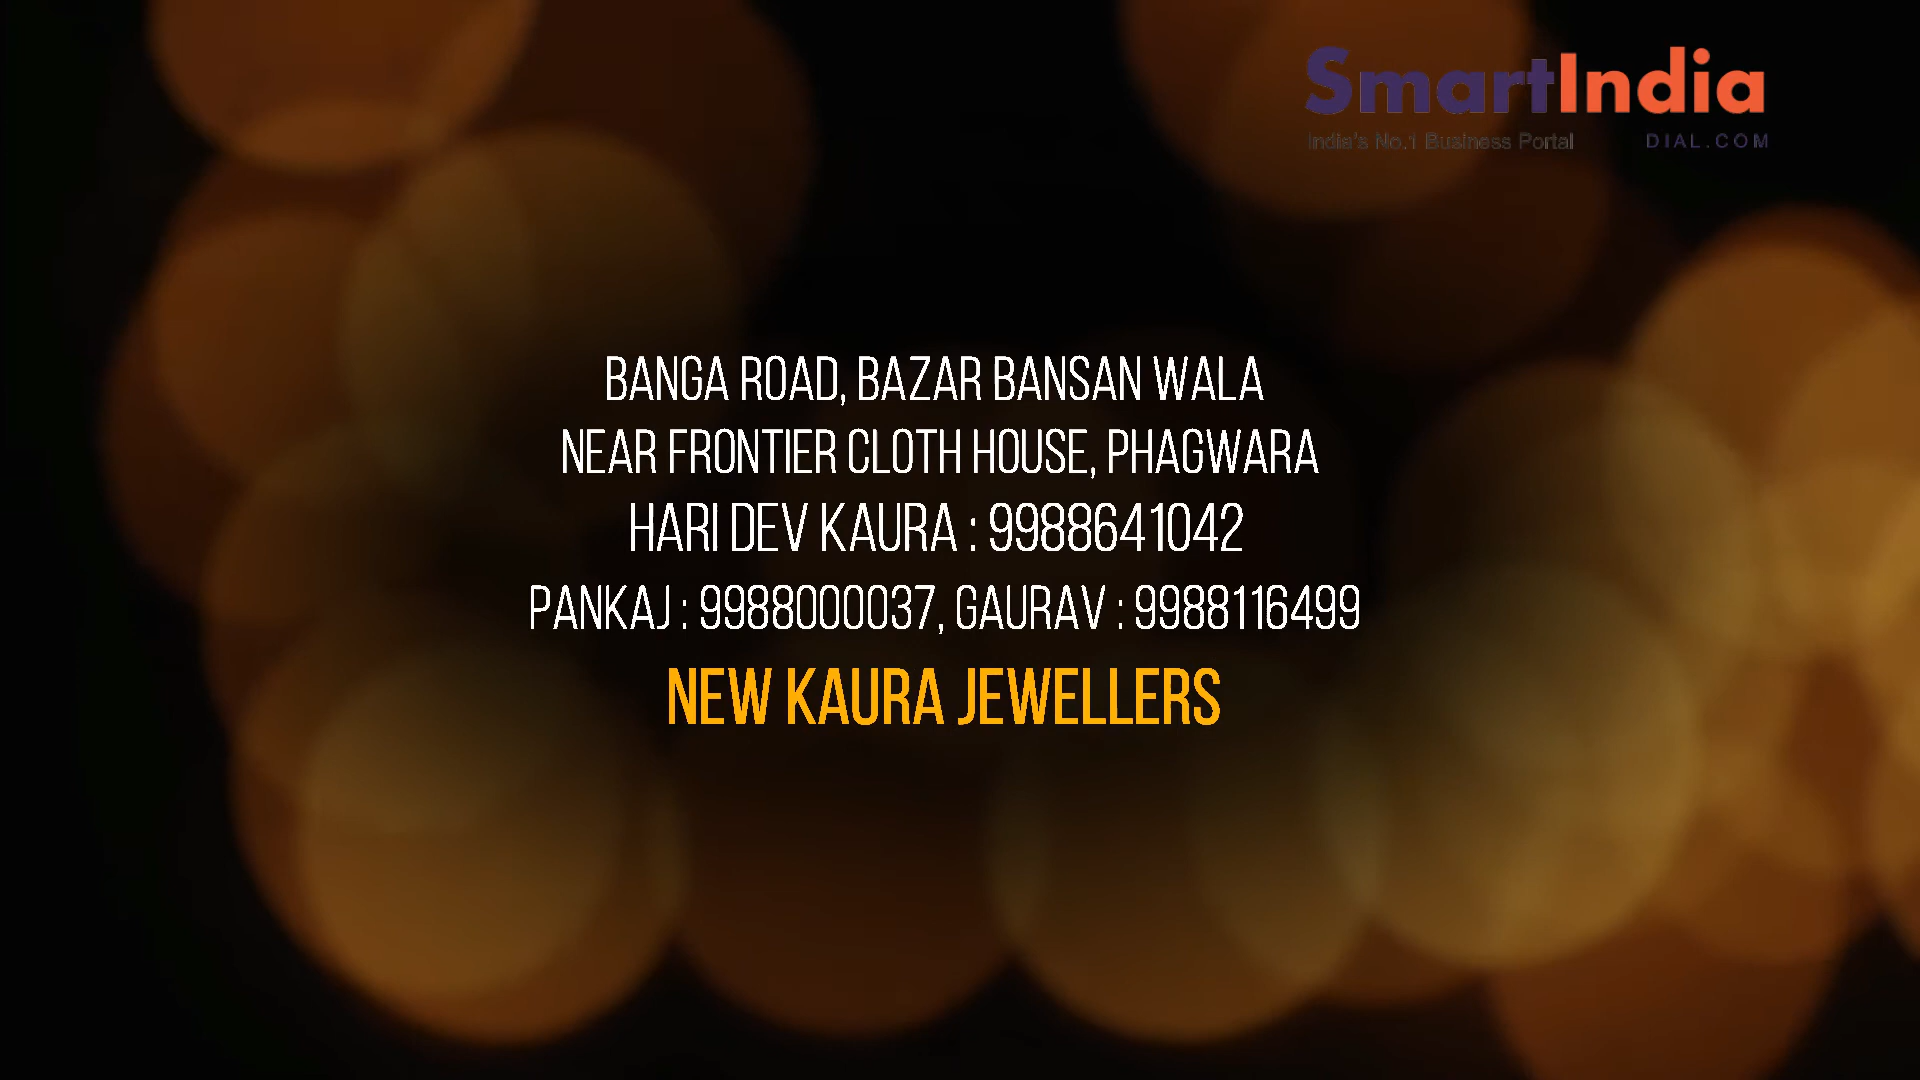 SmartIndia
India's No.1 Business Portal DIAL.COM
BANGA ROAD, BAZAR BANSAN WALA
NEAR FRONTIER CLOTH HOUSE, PHAGWARA
HARI DEV KAURA : 9988641042
PANKAJ : 9988000037, GAURAV : 9988116499
NEW KAURA JEWELLERS